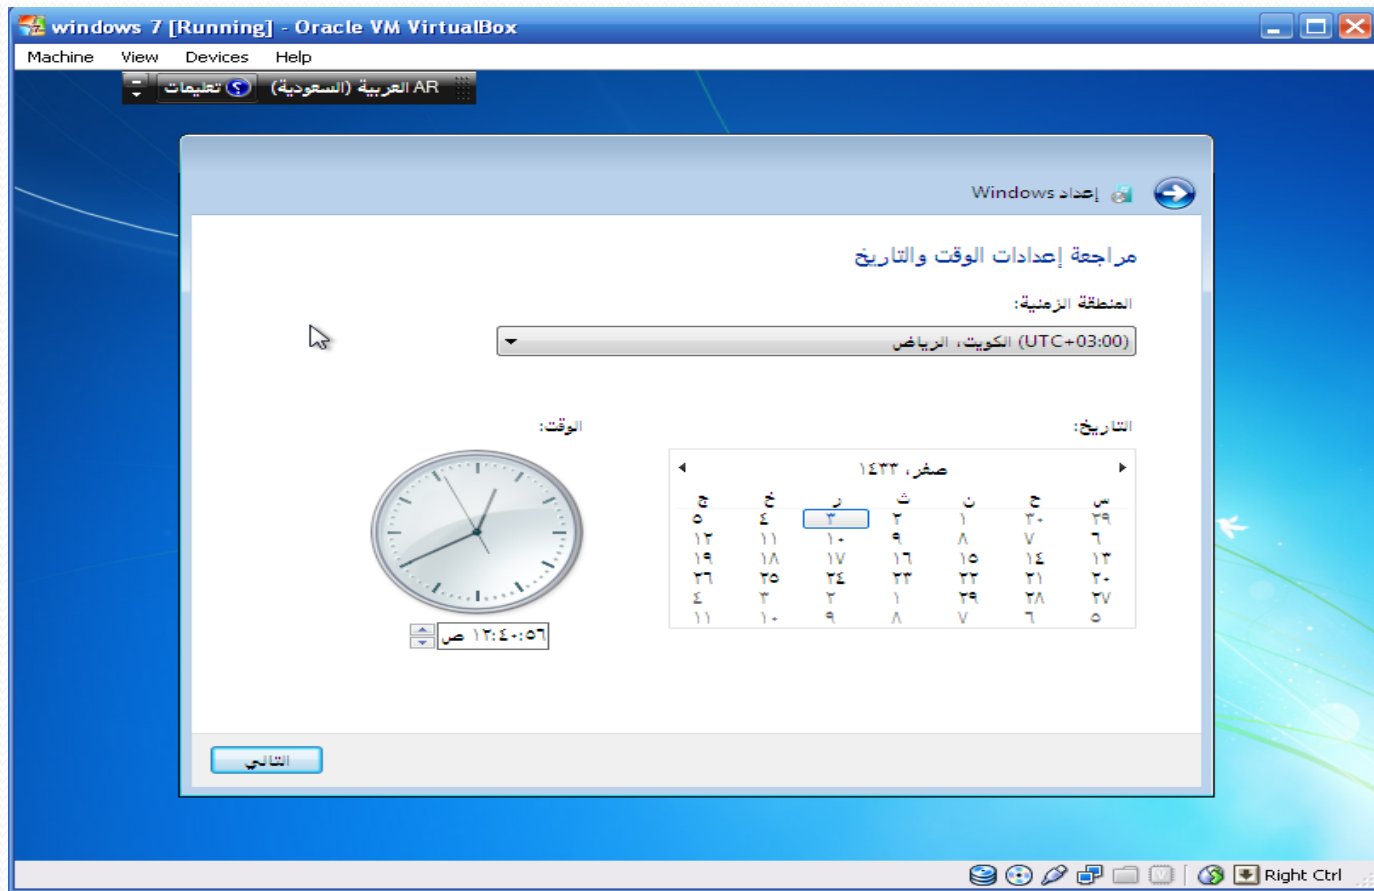 windows 7 [Running] - Oracle VM VirtualBox
Machine View Devices Help
AR العربية (السعودية) تعليمات
إعداد Windows
مراجعة إعدادات الوقت والتاريخ
المنطقة الزمنية:
(UTC+03:00) الكويت، الرياض
التاريخ:
الوقت:
صفر، ١٤٣٣
س ح ن ث ر خ ج
٢٩ ٣٠ ١ ٢ ٣ ٤ ٥
٦ ٧ ٨ ٩ ١٠ ١١ ١٢
١٣ ١٤ ١٥ ١٦ ١٧ ١٨ ١٩
٢٠ ٢١ ٢٢ ٢٣ ٢٤ ٢٥ ٢٦
٢٧ ٢٨ ٢٩ ١ ٢ ٣ ٤
٥ ٦ ٧ ٨ ٩ ١٠ ١١
١٢:٤٠:٥٦ ص
التالي
Right Ctrl